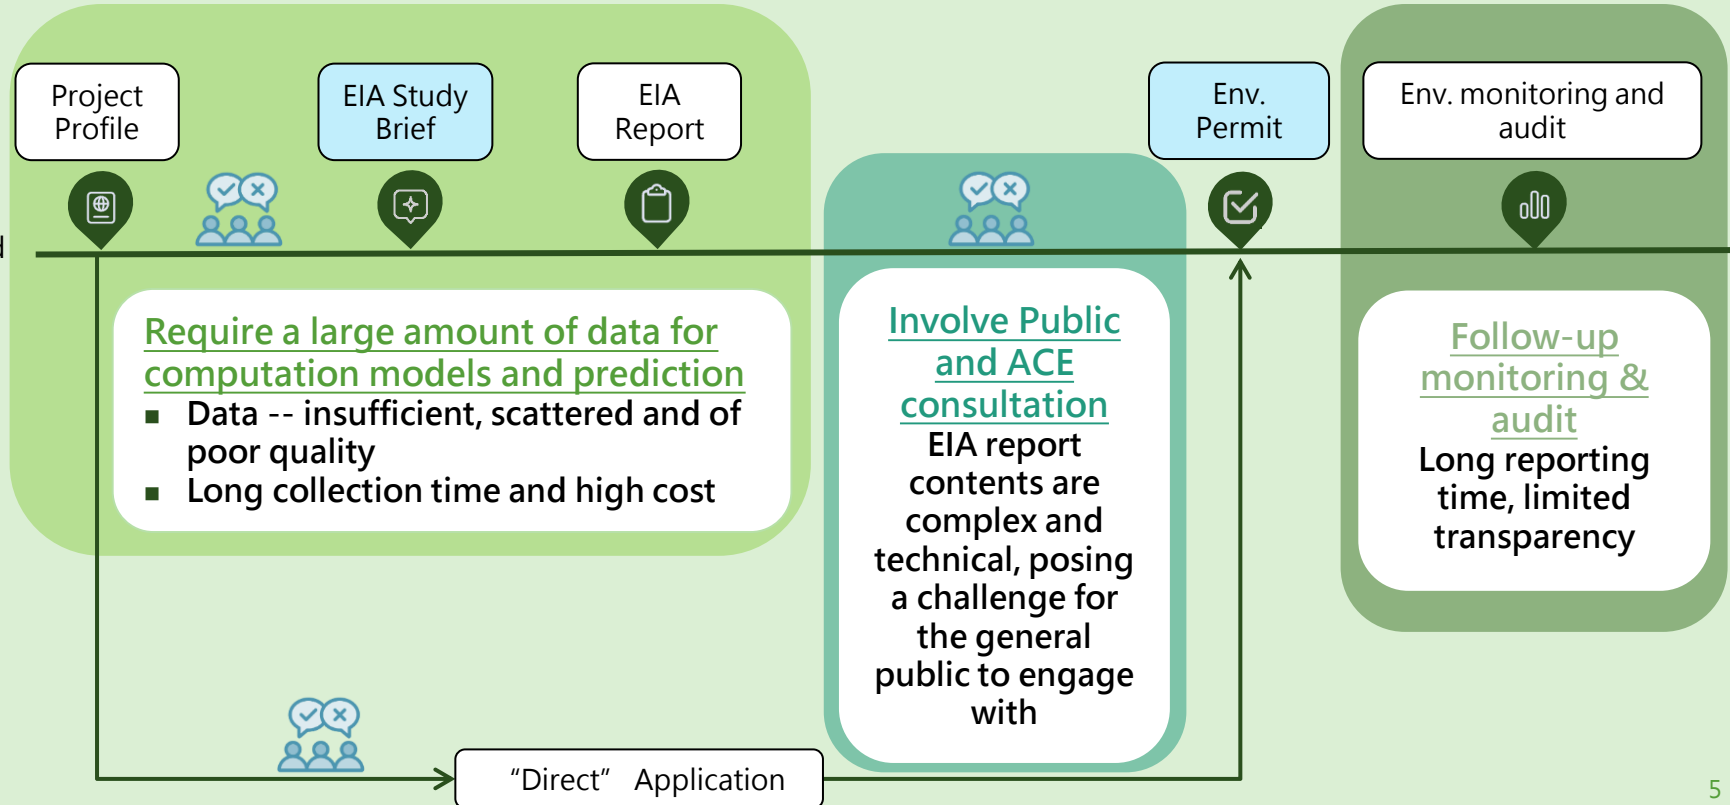 Project
Profile
EIA Study
Brief
EIA
Report
Env.
Permit
Env. monitoring and
audit
Require a large amount of data for
computation models and prediction
■ Data -- insufficient, scattered and of
poor quality
■ Long collection time and high cost
Involve Public
and ACE
consultation
EIA report
contents are
complex and
technical, posing
a challenge for
the general
public to engage
with
Follow-up
monitoring &
audit
Long reporting
time, limited
transparency
“Direct” Application
5